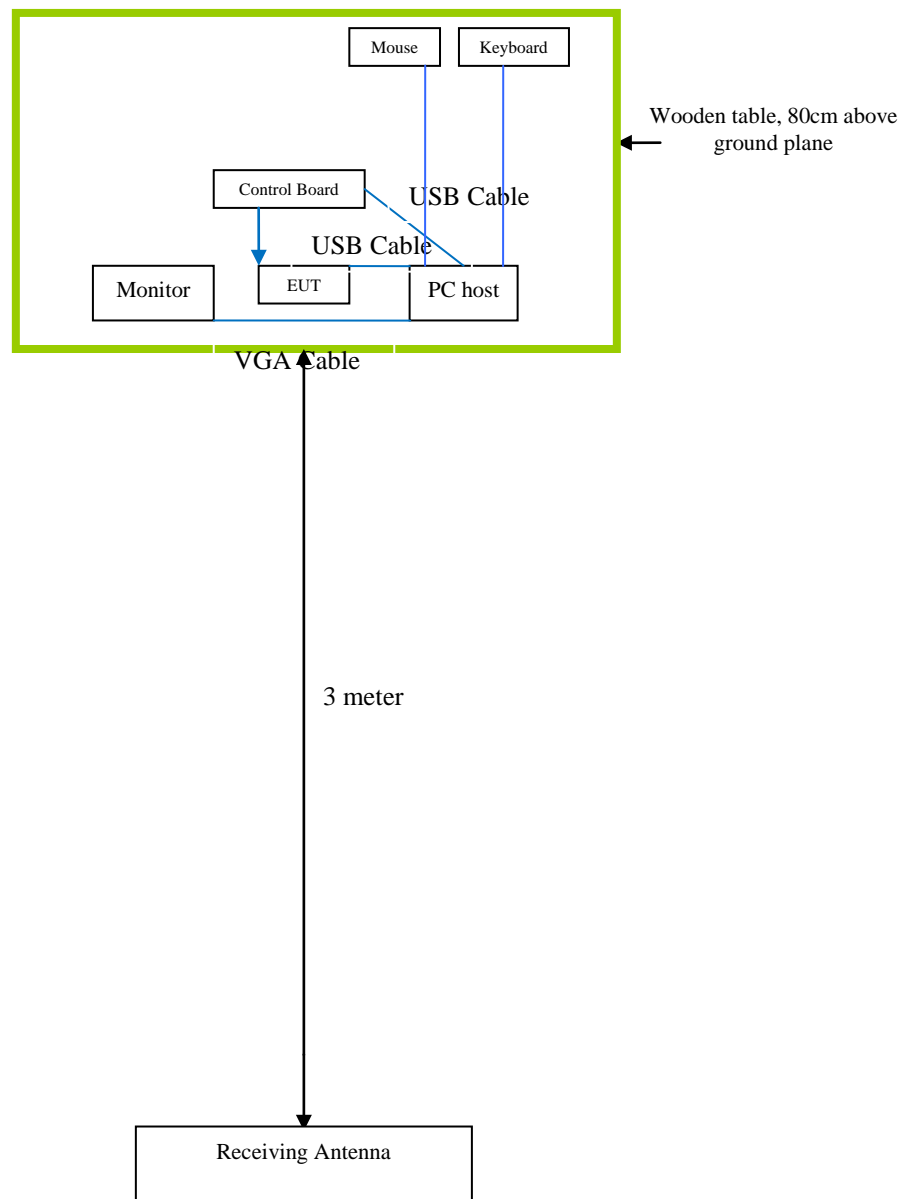 Mouse
Keyboard
Wooden table, 80cm above
ground plane
Control Board
USB Cable
USB Cable
Monitor
EUT
PC host
VGA Cable
3 meter
Receiving Antenna